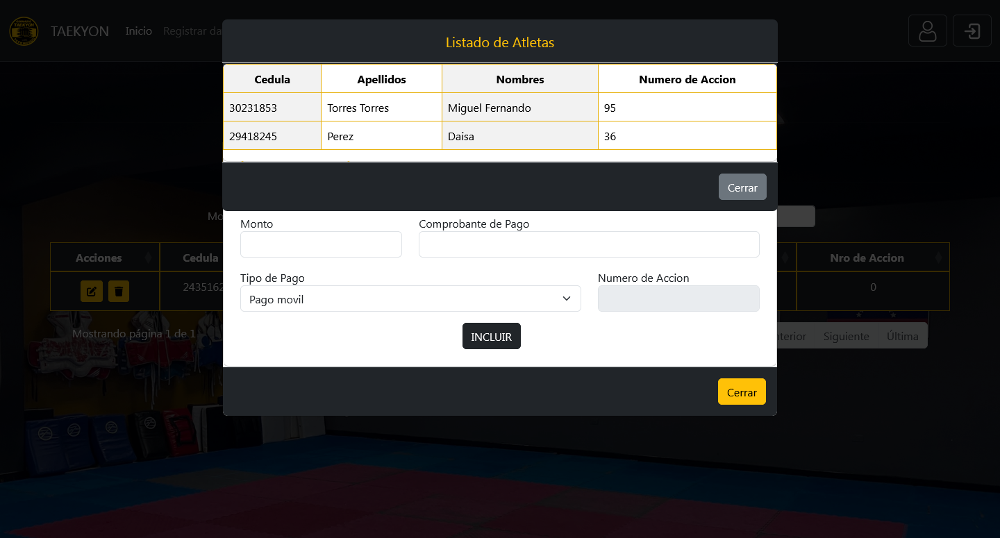 TAEKYON
Inicio
Registrar da
Listado de Atletas
Cedula Apellidos Nombres Numero de Accion
30231853 Torres Torres Miguel Fernando 95
29418245 Perez Daisa 36
Cerrar
Mo
Monto Comprobante de Pago
Acciones Cedula Nro de Accion
2435162 0
Tipo de Pago Numero de Accion
Pago movil
Mostrando página 1 de 1
INCLUIR
nterior Siguiente Última
Cerrar